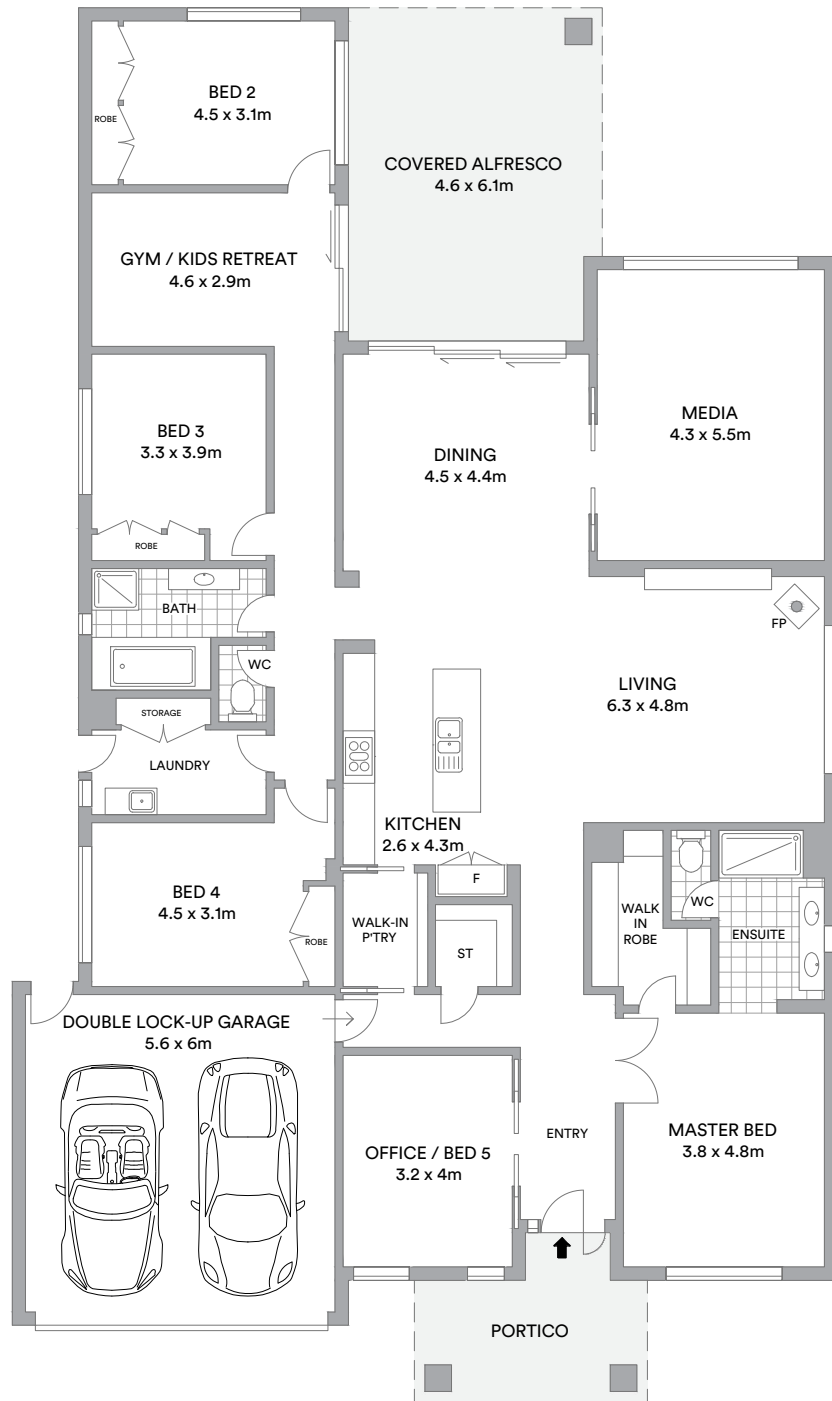 BED 2
4.5 x 3.1m
ROBE
COVERED ALFRESCO
4.6 x 6.1m
GYM / KIDS RETREAT
4.6 x 2.9m
BED 3
3.3 x 3.9m
ROBE
DINING
4.5 x 4.4m
MEDIA
4.3 x 5.5m
BATH
WC
FP
LIVING
6.3 x 4.8m
STORAGE
LAUNDRY
KITCHEN
2.6 x 4.3m
F
BED 4
4.5 x 3.1m
ROBE
WALK-IN
P'TRY
ST
WALK
IN
ROBE
WC
ENSUITE
DOUBLE LOCK-UP GARAGE
5.6 x 6m
OFFICE / BED 5
3.2 x 4m
ENTRY
MASTER BED
3.8 x 4.8m
PORTICO